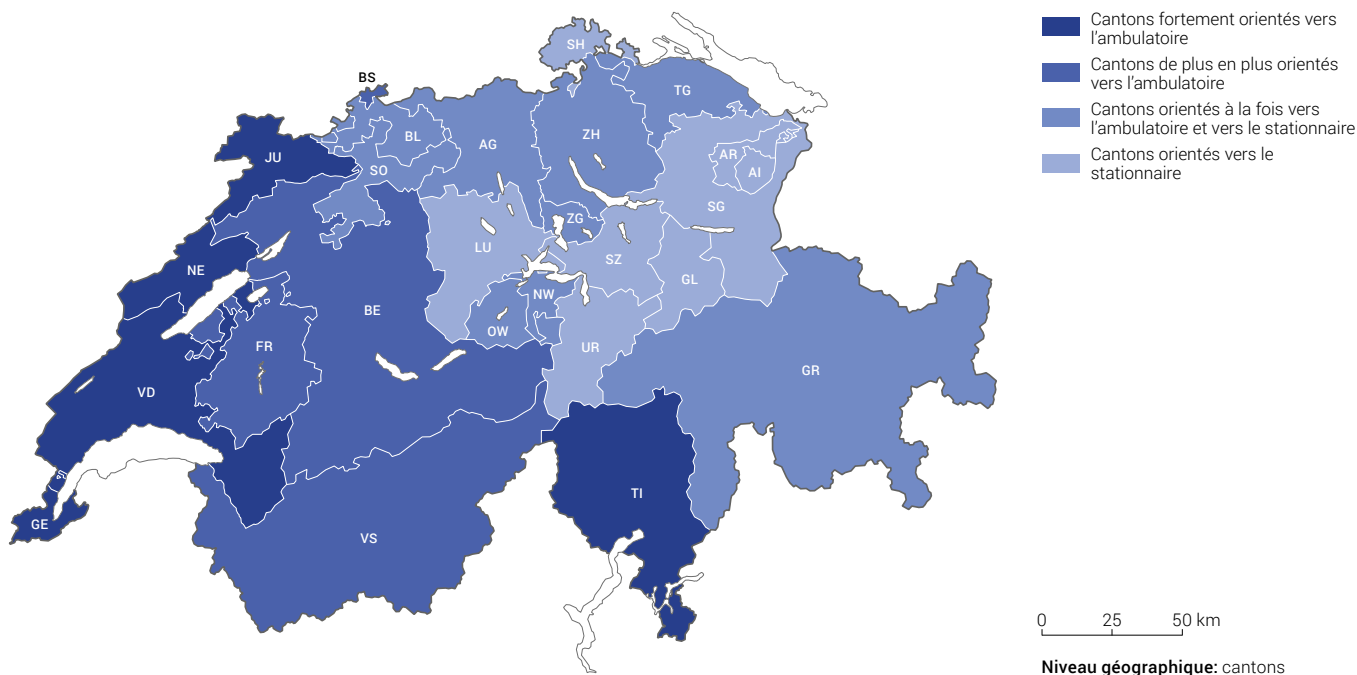 SH
BS
TG
BL
ZH
AG
JU
SO
AR
AI
SG
ZG
LU
SZ
NE
GL
NW
BE
OW
FR
UR
GR
VD
TI
GE
VS
Cantons fortement orientés vers
l’ambulatoire
Cantons de plus en plus orientés
vers l’ambulatoire
Cantons orientés à la fois vers
l’ambulatoire et vers le stationnaire
Cantons orientés vers le
stationnaire
0 25 50 km
Niveau géographique: cantons